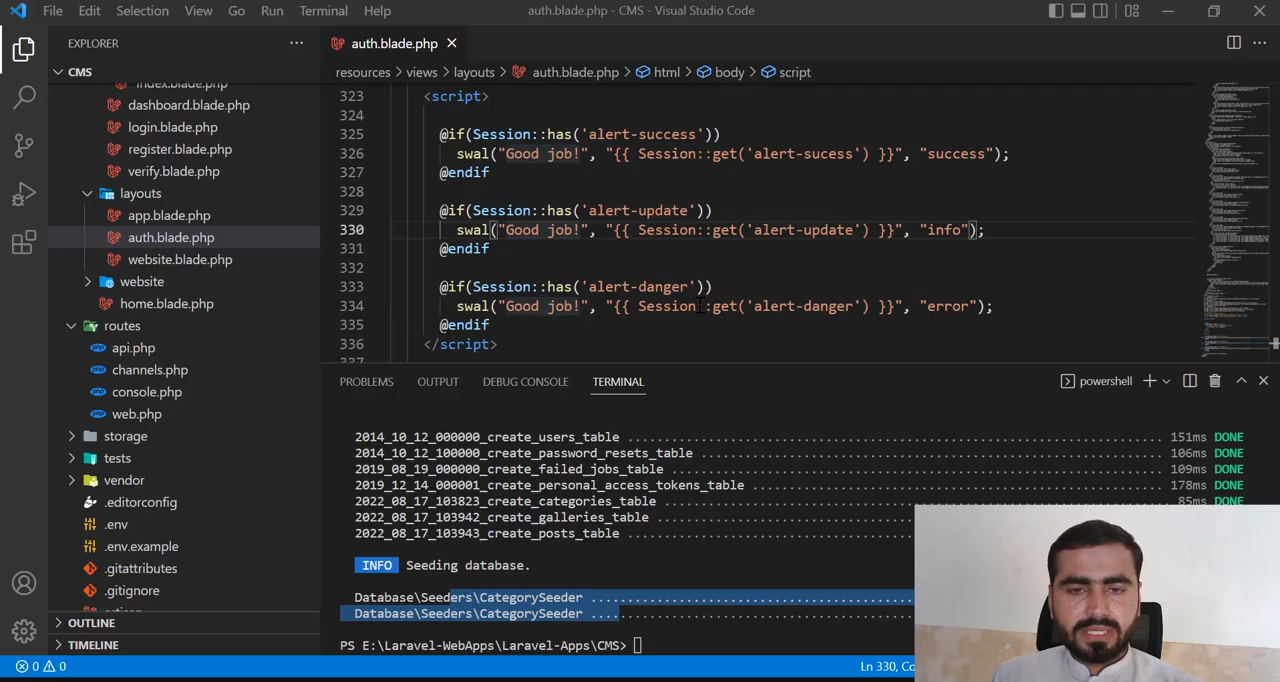 File Edit Selection View Go Run Terminal Help
auth.blade.php - CMS - Visual Studio Code
EXPLORER
CMS
index.blade.php
dashboard.blade.php
login.blade.php
register.blade.php
verify.blade.php
layouts
app.blade.php
auth.blade.php
website.blade.php
website
home.blade.php
routes
api.php
channels.php
console.php
web.php
storage
tests
vendor
.editorconfig
.env
.env.example
.gitattributes
.gitignore
OUTLINE
TIMELINE
auth.blade.php
resources > views > layouts > auth.blade.php > html > body > script
323 <script>
324
325 @if(Session::has('alert-success'))
326 swal("Good job!", "{{ Session::get('alert-sucess') }}", "success");
327 @endif
328
329 @if(Session::has('alert-update'))
330 swal("Good job!", "{{ Session::get('alert-update') }}", "info");
331 @endif
332
333 @if(Session::has('alert-danger'))
334 swal("Good job!", "{{ Session::get('alert-danger') }}", "error");
335 @endif
336 </script>
337
PROBLEMS OUTPUT DEBUG CONSOLE TERMINAL
powershell
2014_10_12_000000_create_users_table 151ms DONE
2014_10_12_100000_create_password_resets_table 106ms DONE
2019_08_19_000000_create_failed_jobs_table 109ms DONE
2019_12_14_000001_create_personal_access_tokens_table 178ms DONE
2022_08_17_103823_create_categories_table 85ms DONE
2022_08_17_103942_create_galleries_table
2022_08_17_103943_create_posts_table
INFO Seeding database.
Database\Seeders\CategorySeeder
Database\Seeders\CategorySeeder
PS E:\Laravel-WebApps\Laravel-Apps\CMS>
0 0
Ln 330, Co